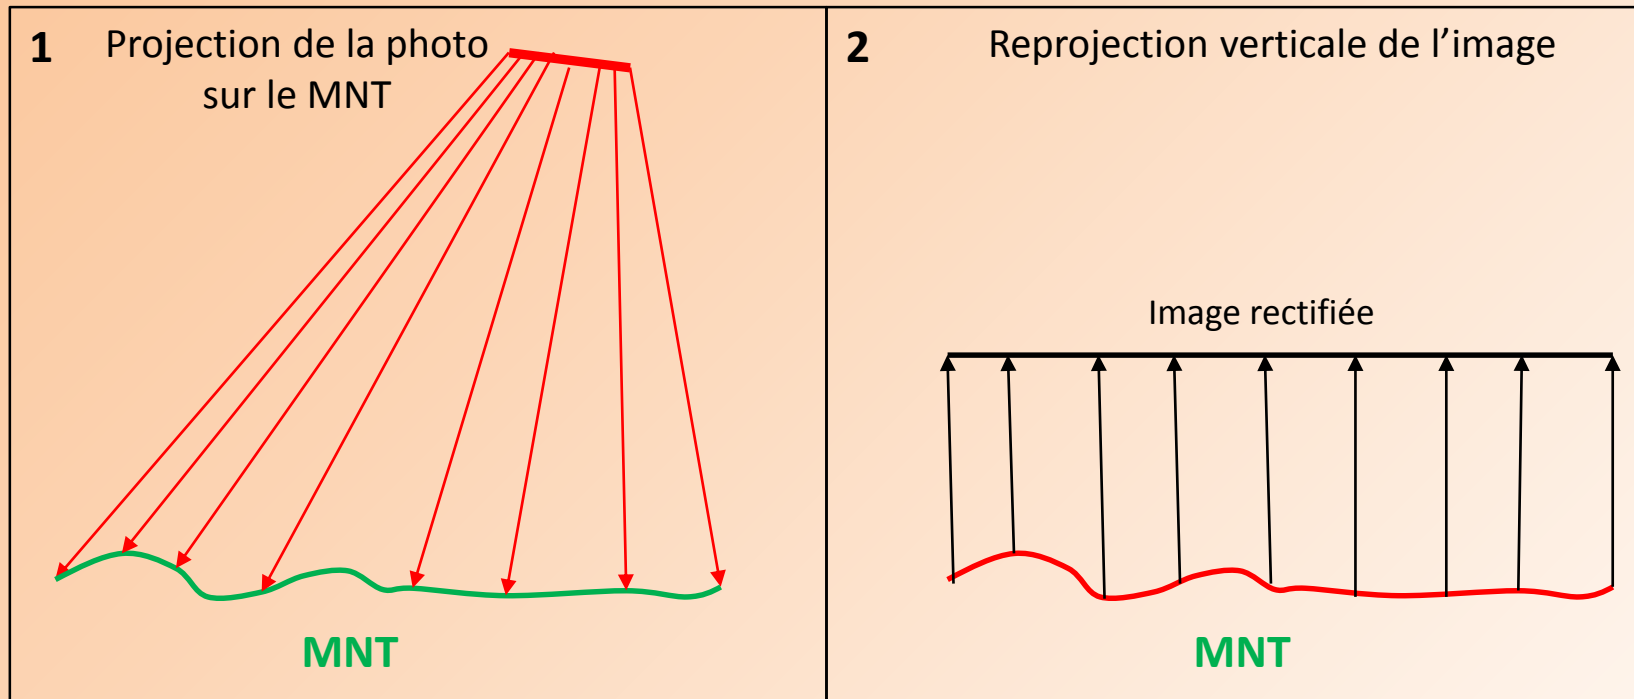 1
Projection de la photo
sur le MNT
MNT
2
Reprojection verticale de l’image
Image rectifiée
MNT